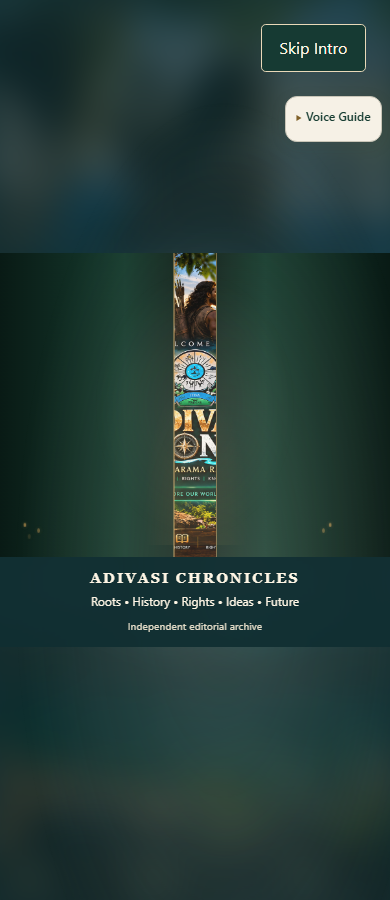 Skip Intro
Voice Guide
ADIVASI CHRONICLES
Roots • History • Rights • Ideas • Future
Independent editorial archive